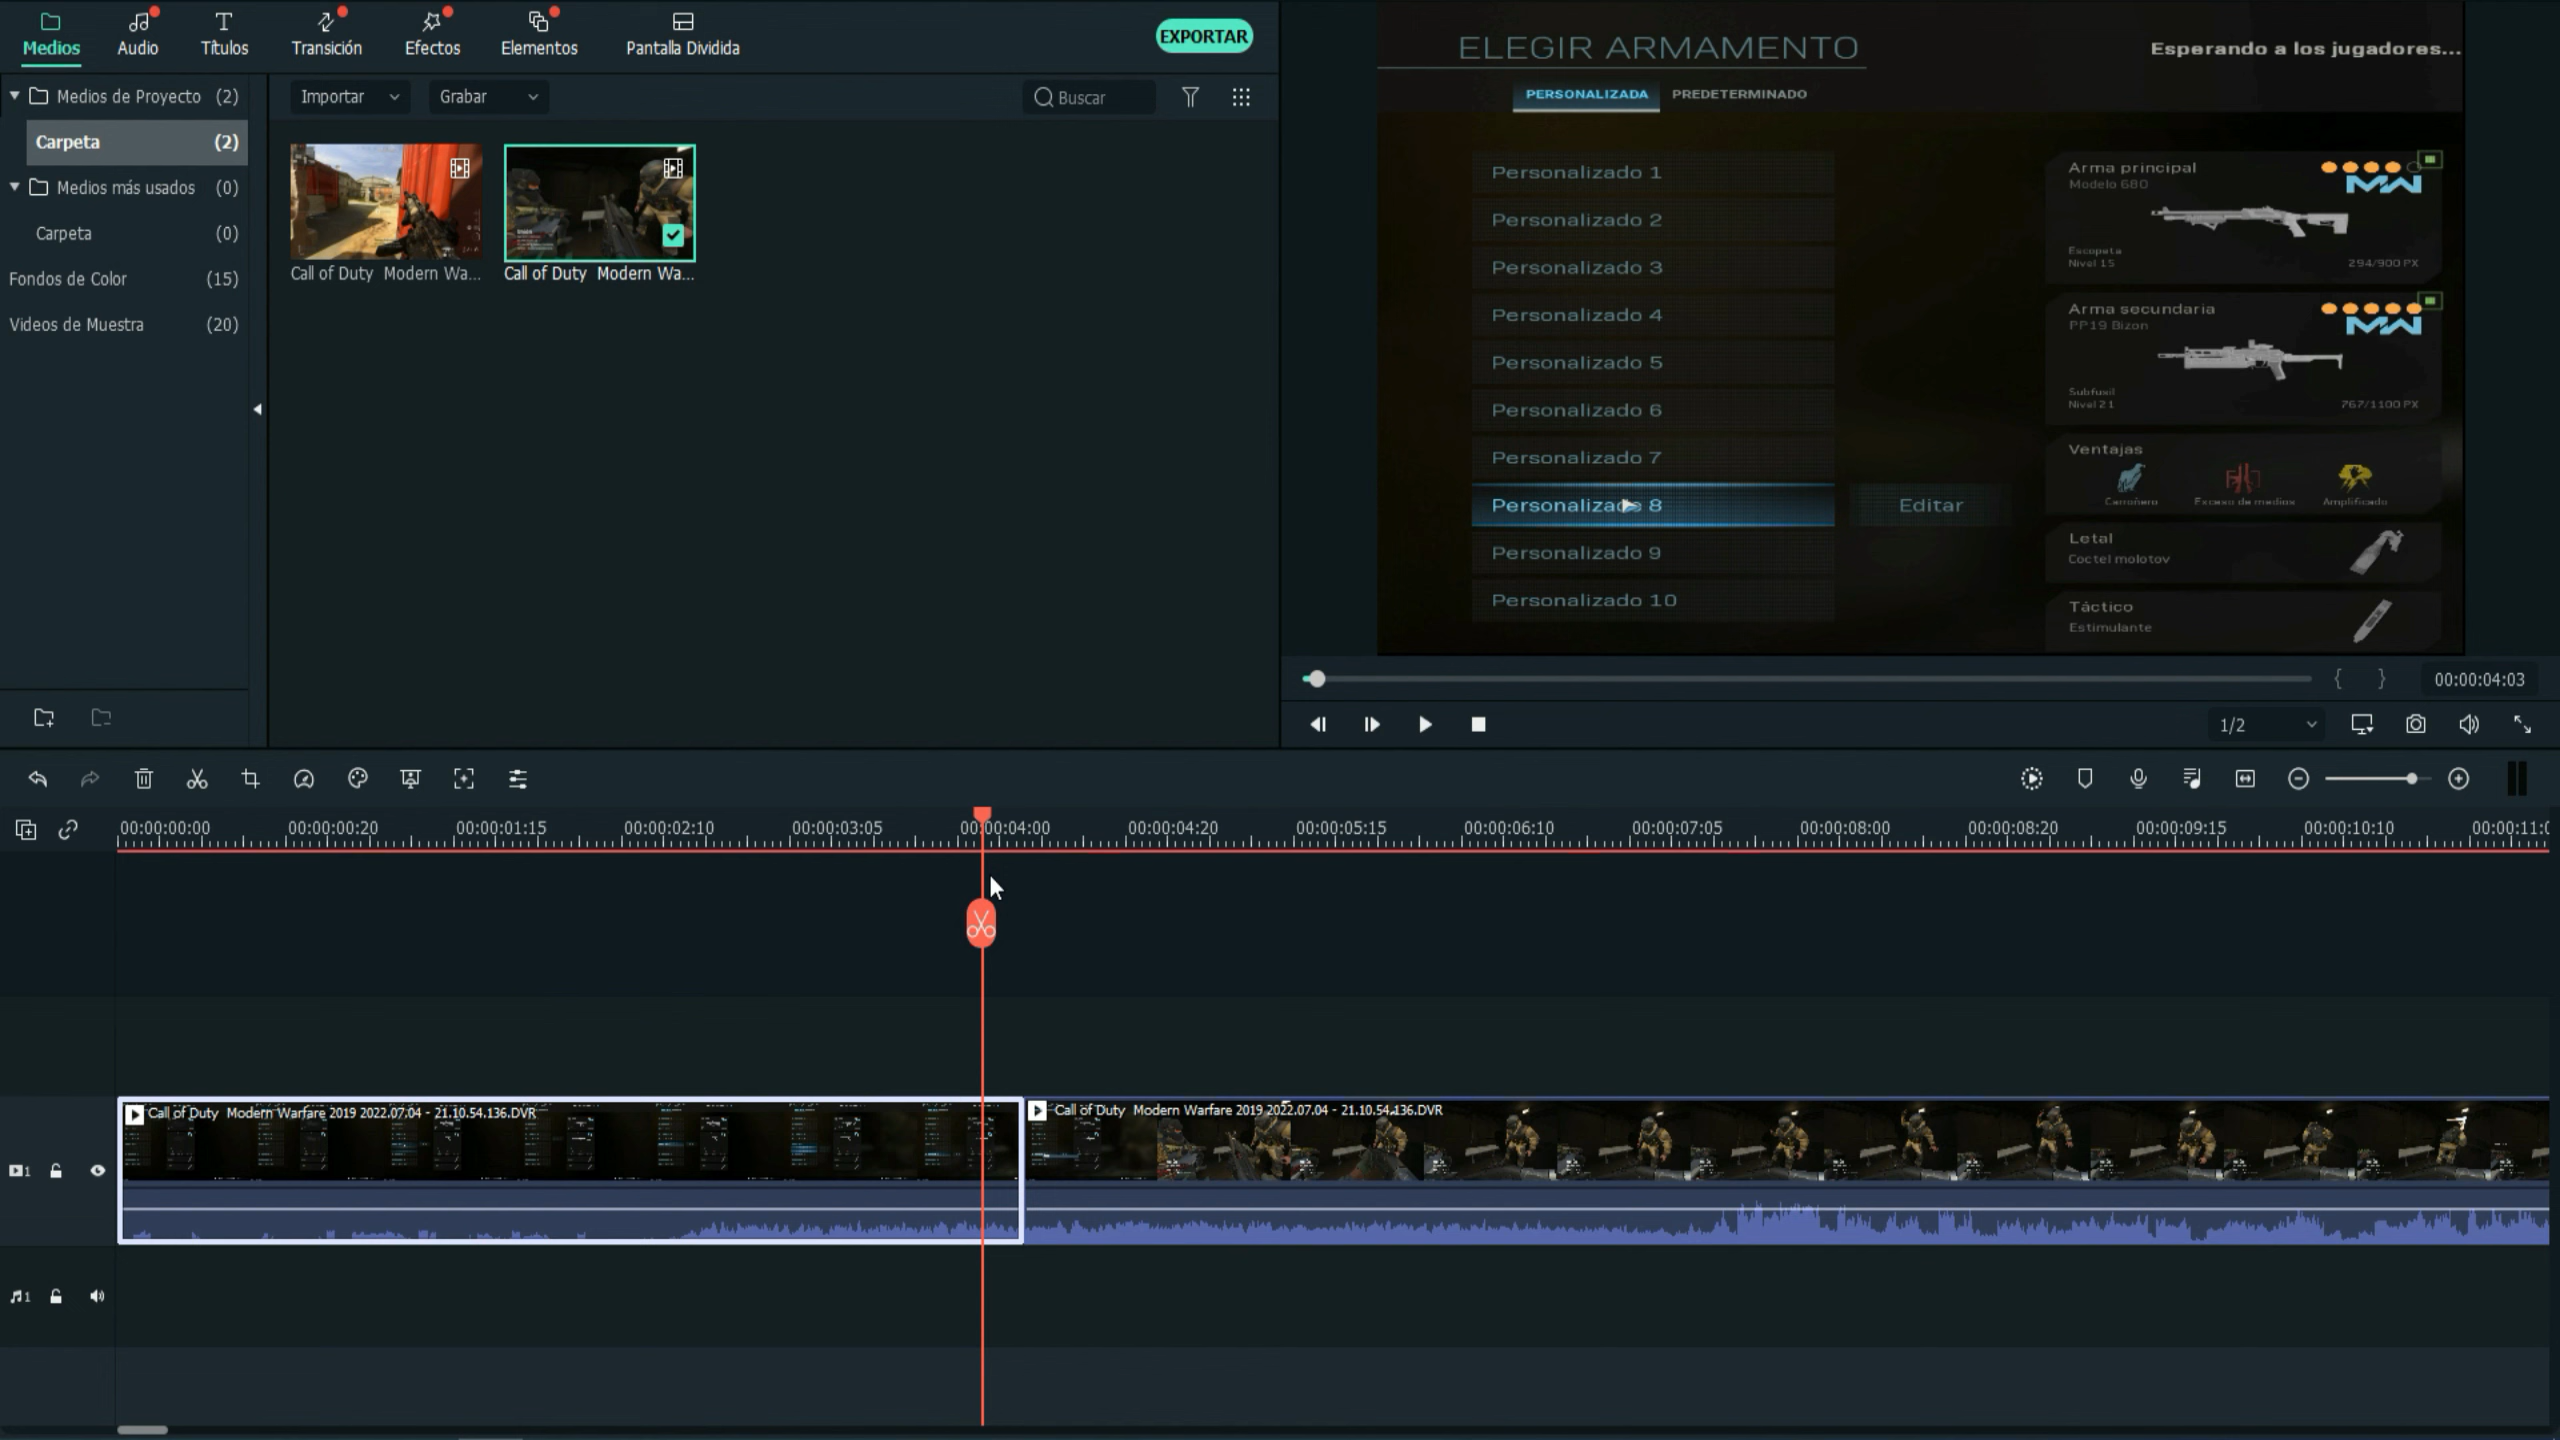 Medios
Audio
Títulos
Transición
Efectos
Elementos
Pantalla Dividida
EXPORTAR
Medios de Proyecto (2)
Carpeta (2)
Medios más usados (0)
Carpeta (0)
Fondos de Color (15)
Videos de Muestra (20)
Importar
Grabar
Buscar
Call of Duty Modern Wa...
Call of Duty Modern Wa...
ELEGIR ARMAMENTO
Esperando a los jugadores...
PERSONALIZADA PREDETERMINADO
Personalizado 1
Personalizado 2
Personalizado 3
Personalizado 4
Personalizado 5
Personalizado 6
Personalizado 7
Personalizado 8
Editar
Personalizado 9
Personalizado 10
Arma principal
Modelo 680
MW
Escopeta
Nivel 15
294/900 PX
Arma secundaria
PP19 Bizon
MW
Subfusil
Nivel 21
767/1100 PX
Ventajas
Carroñero Exceso de medios Amplificado
Letal
Coctel molotov
Táctico
Estimulante
{ } 00:00:04:03
1/2
00:00:00:00 00:00:00:20 00:00:01:15 00:00:02:10 00:00:03:05 00:00:04:00 00:00:04:20 00:00:05:15 00:00:06:10 00:00:07:05 00:00:08:00 00:00:08:20 00:00:09:15 00:00:10:10 00:00:11:0
Call of Duty Modern Warfare 2019 2022.07.04 - 21.10.54.136.DVR
Call of Duty Modern Warfare 2019 2022.07.04 - 21.10.54.136.DVR
1
1